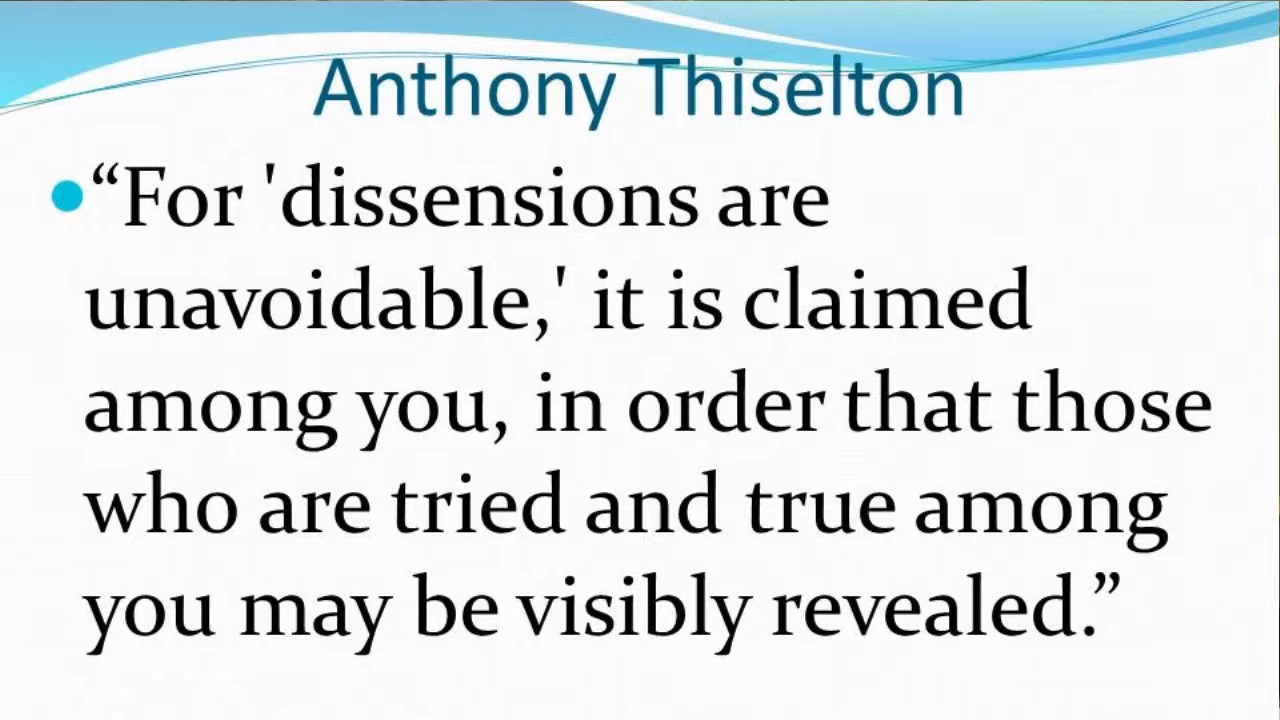 Anthony Thiselton
“For 'dissensions are
unavoidable,' it is claimed
among you, in order that those
who are tried and true among
you may be visibly revealed.”